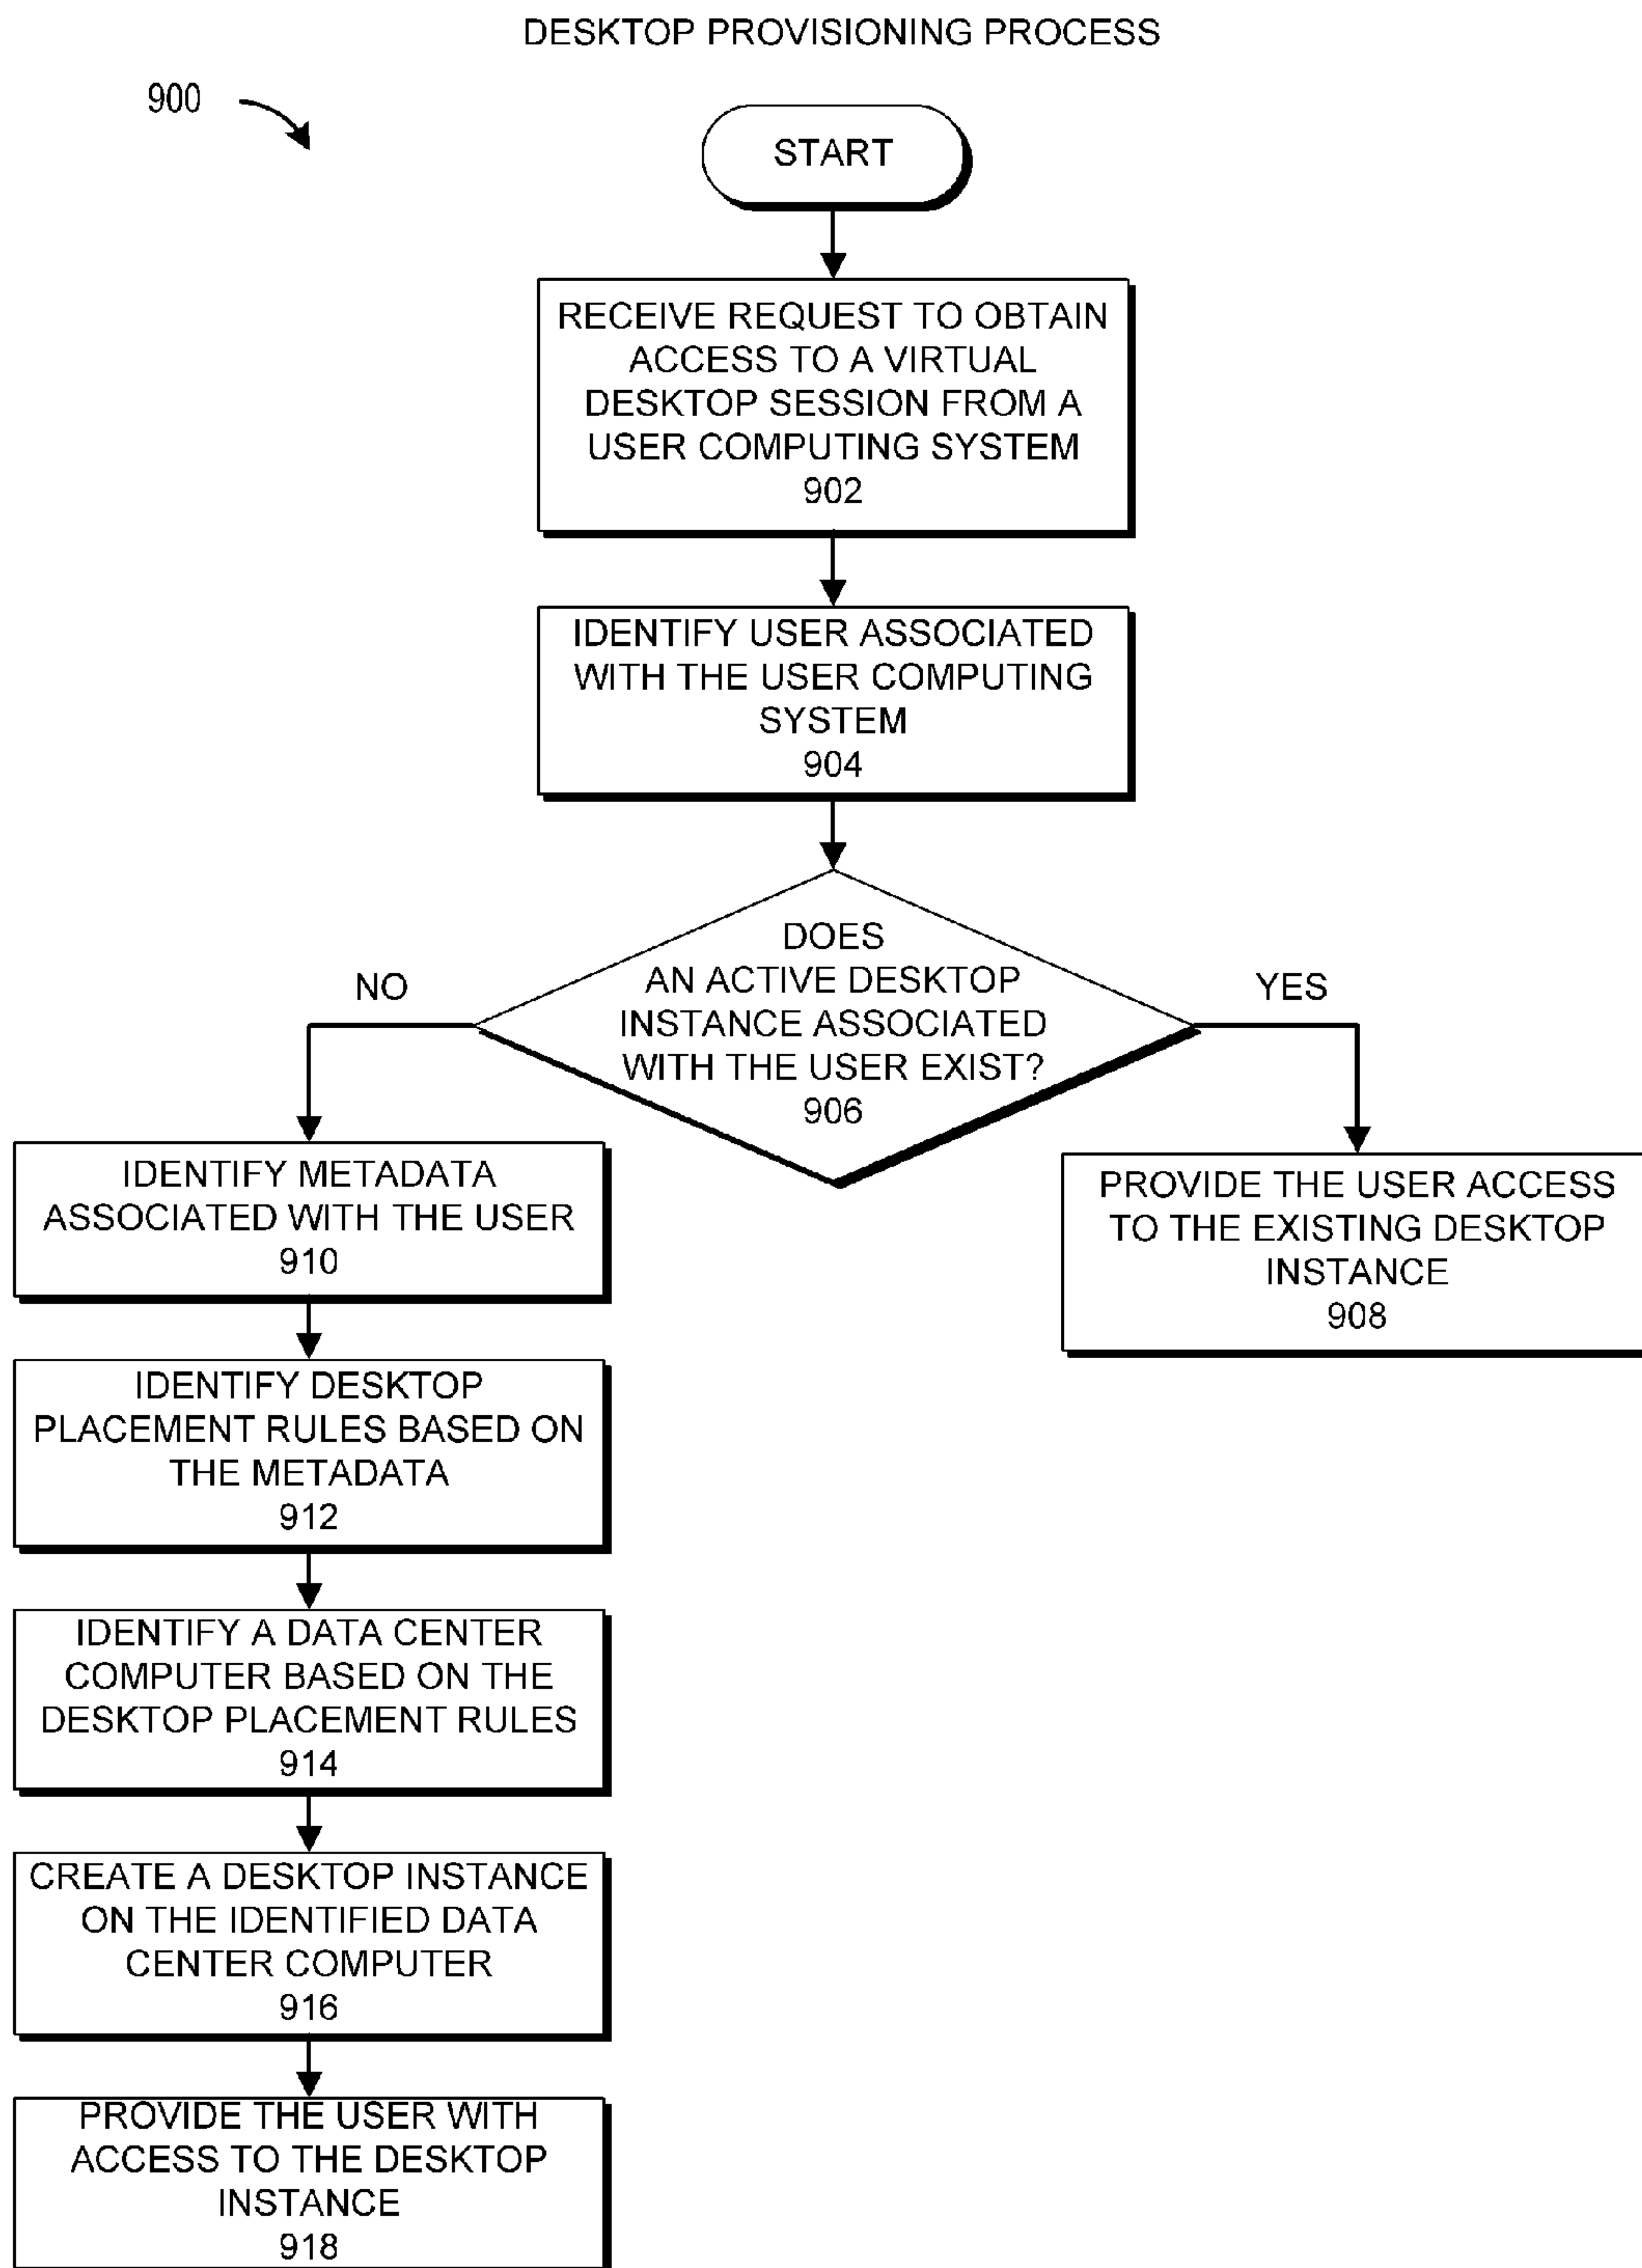 DESKTOP PROVISIONING PROCESS
900
START
RECEIVE REQUEST TO OBTAIN
ACCESS TO A VIRTUAL
DESKTOP SESSION FROM A
USER COMPUTING SYSTEM
902
IDENTIFY USER ASSOCIATED
WITH THE USER COMPUTING
SYSTEM
904
DOES
AN ACTIVE DESKTOP
INSTANCE ASSOCIATED
WITH THE USER EXIST?
906
NO
YES
PROVIDE THE USER ACCESS
TO THE EXISTING DESKTOP
INSTANCE
908
IDENTIFY METADATA
ASSOCIATED WITH THE USER
910
IDENTIFY DESKTOP
PLACEMENT RULES BASED ON
THE METADATA
912
IDENTIFY A DATA CENTER
COMPUTER BASED ON THE
DESKTOP PLACEMENT RULES
914
CREATE A DESKTOP INSTANCE
ON THE IDENTIFIED DATA
CENTER COMPUTER
916
PROVIDE THE USER WITH
ACCESS TO THE DESKTOP
INSTANCE
918